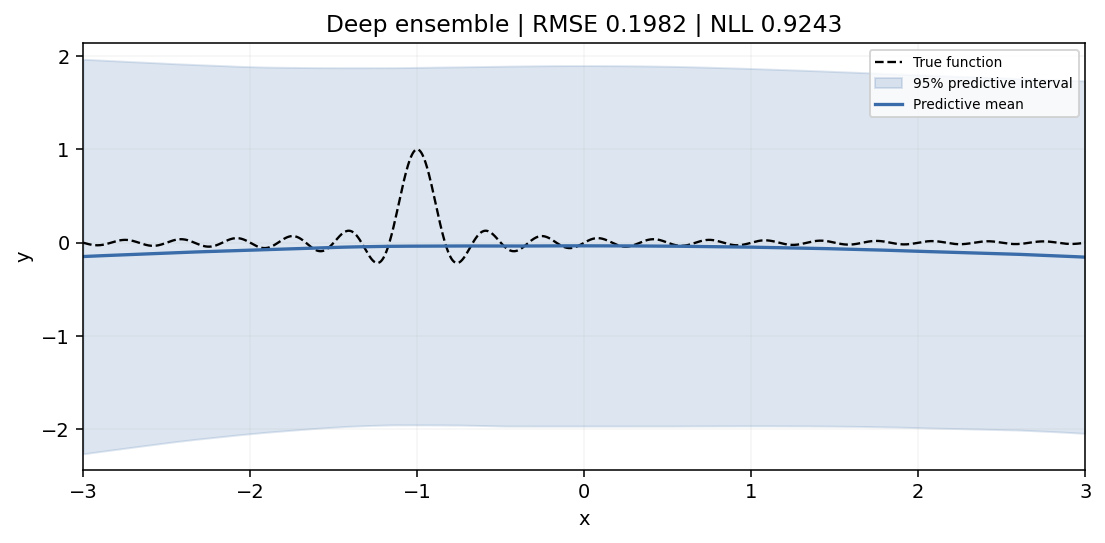 Deep ensemble | RMSE 0.1982 | NLL 0.9243
True function
95% predictive interval
Predictive mean
y
2
1
0
−1
−2
−3
−2
−1
0
1
2
3
x